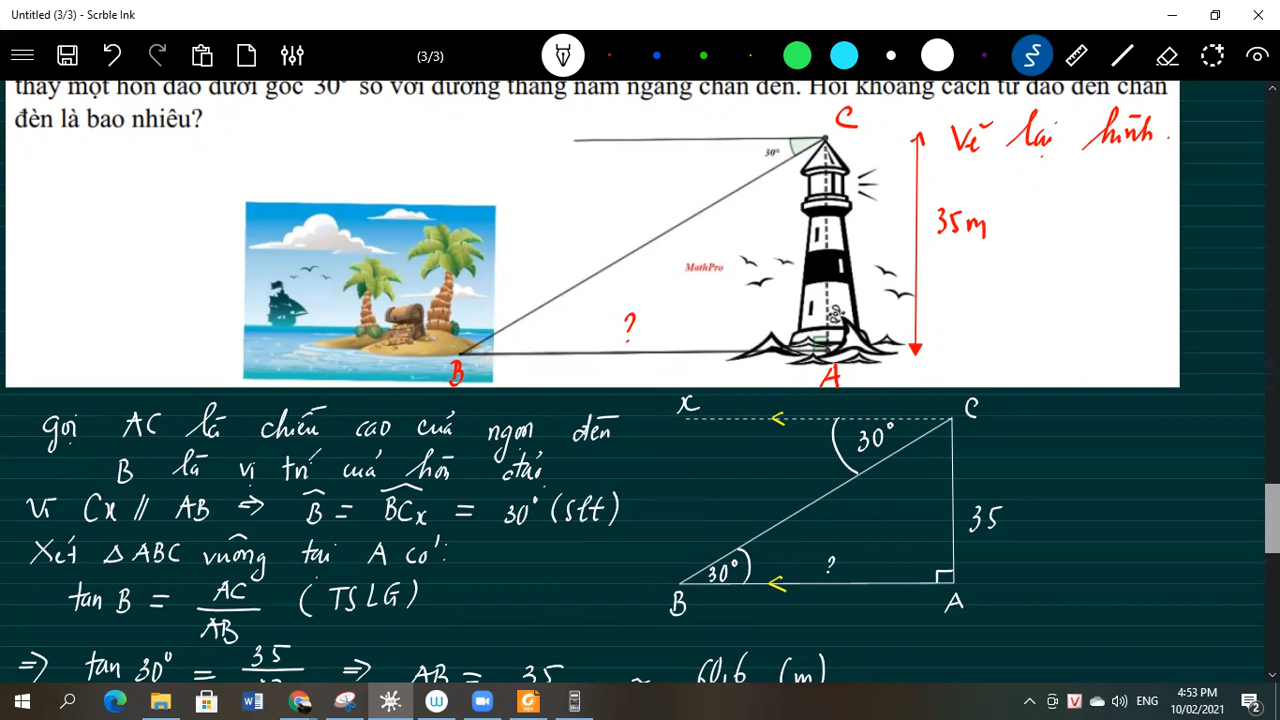 Untitled (3/3) - Scrble Ink
(3/3)
thấy một hòn đảo dưới góc 30° so với đường thẳng nằm ngang chân đèn. Hỏi khoảng cách từ đảo đến chân
đèn là bao nhiêu?
C
Vẽ lại hình.
30°
35m
MathPro
?
B
A
x
C
gọi AC là chiều cao của ngọn đèn
30°
B là vị trí của hòn đảo
Vì Cx // AB => B̂ = BCx = 30° (slt)
35
Xét △ ABC vuông tại A có:
30°
?
tan B = AC/AB (TSLG)
B
A
=> tan 30° = 35 => AB = 35 ≈ 60,6 (m)
ENG
4:53 PM
10/02/2021
2